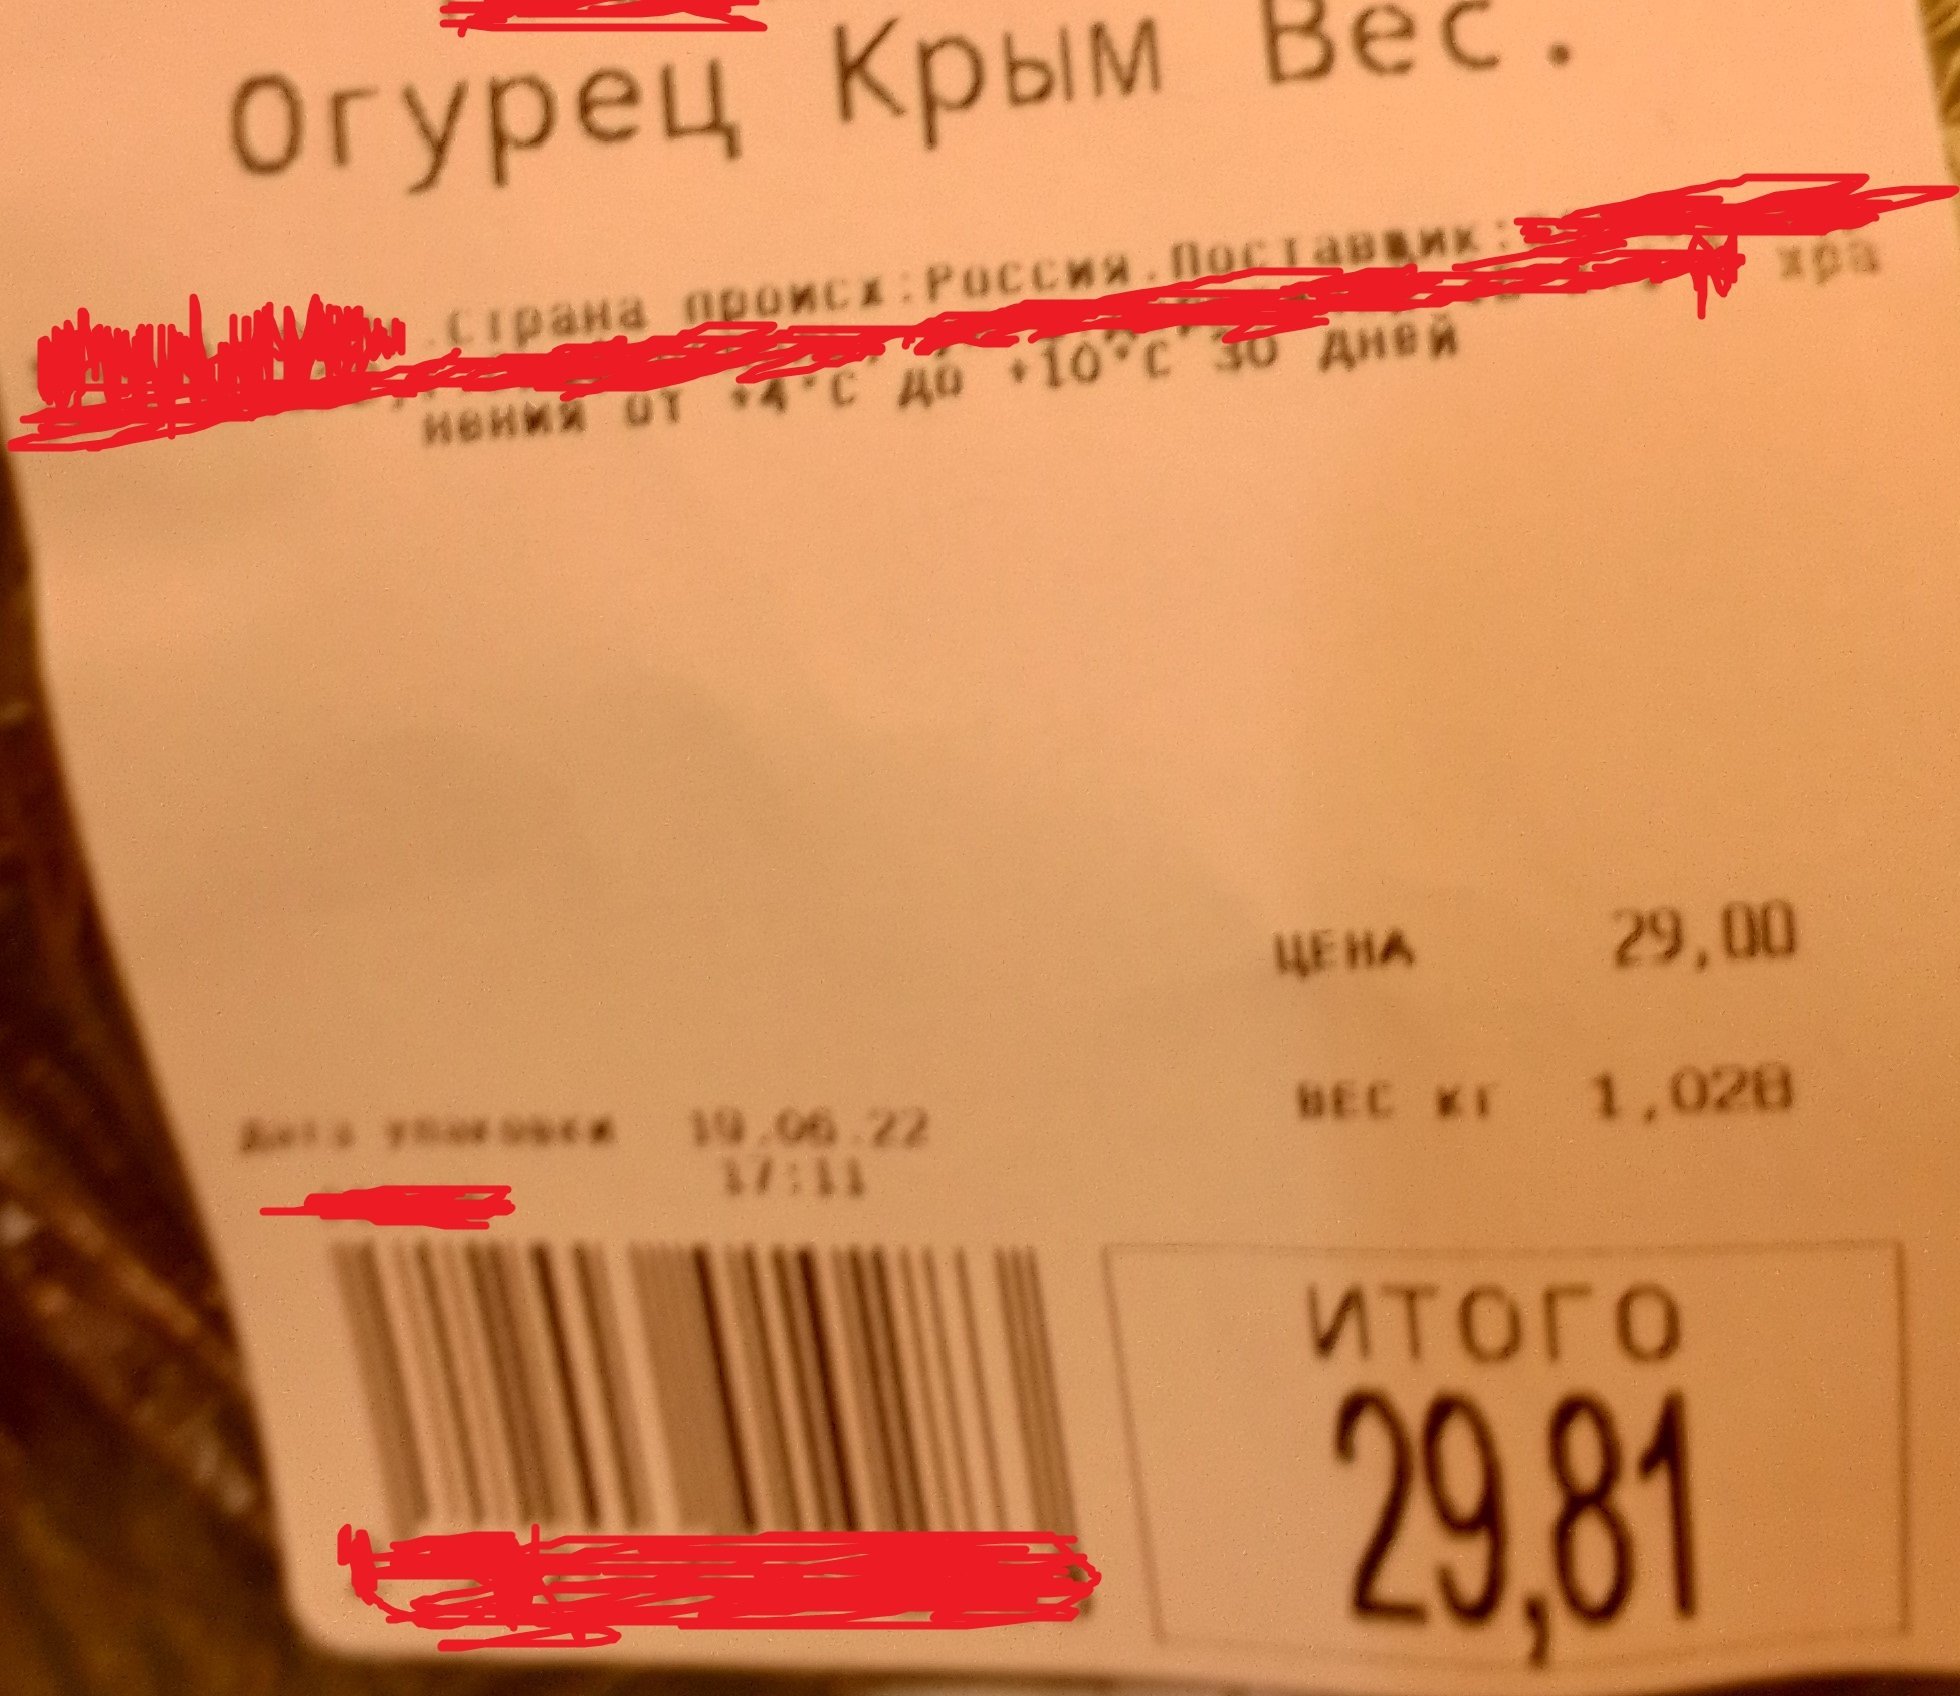 Огурец Крым Вес.
.Страна происх:Россия.Поставщик:
хра
нения от +4°C до +10°C 30 дней
ЦЕНА 29,00
ВЕС КГ 1,028
Дата упаковки 19.06.22
17:11
ИТОГО
29,81